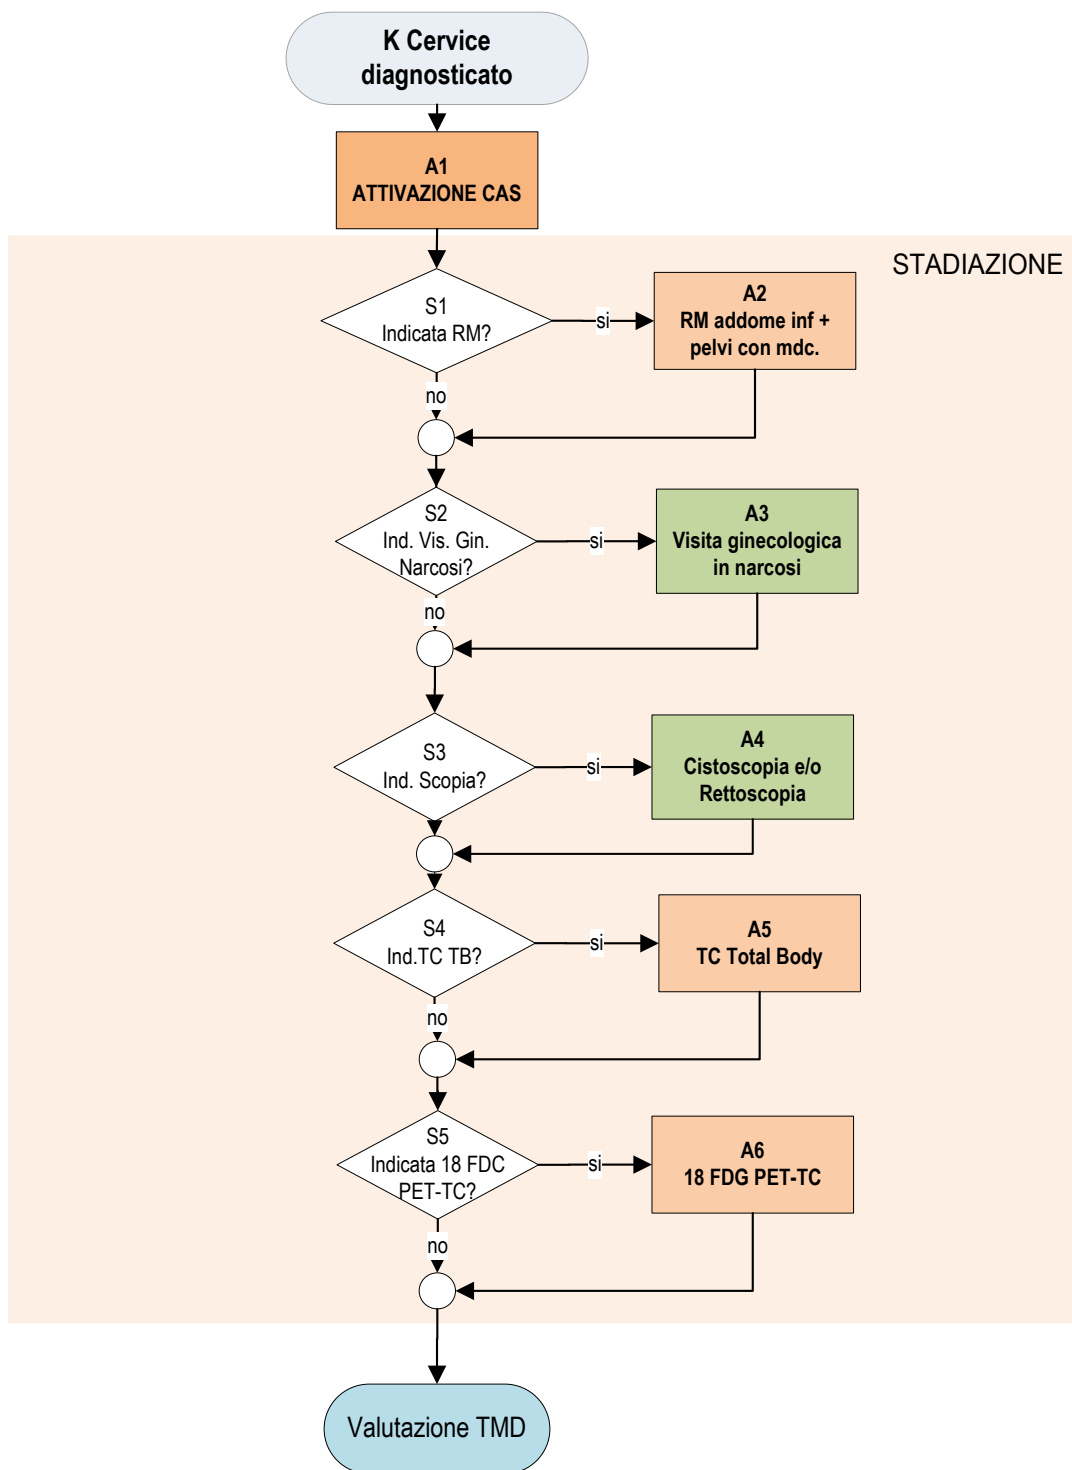 K Cervice
diagnosticato
A1
ATTIVAZIONE CAS
STADIAZIONE
S1
Indicata RM?
si
A2
RM addome inf +
pelvi con mdc.
no
S2
Ind. Vis. Gin.
Narcosi?
si
A3
Visita ginecologica
in narcosi
no
S3
Ind. Scopia?
si
A4
Cistoscopia e/o
Rettoscopia
S4
Ind.TC TB?
si
A5
TC Total Body
no
S5
Indicata 18 FDC
PET-TC?
si
A6
18 FDG PET-TC
no
Valutazione TMD